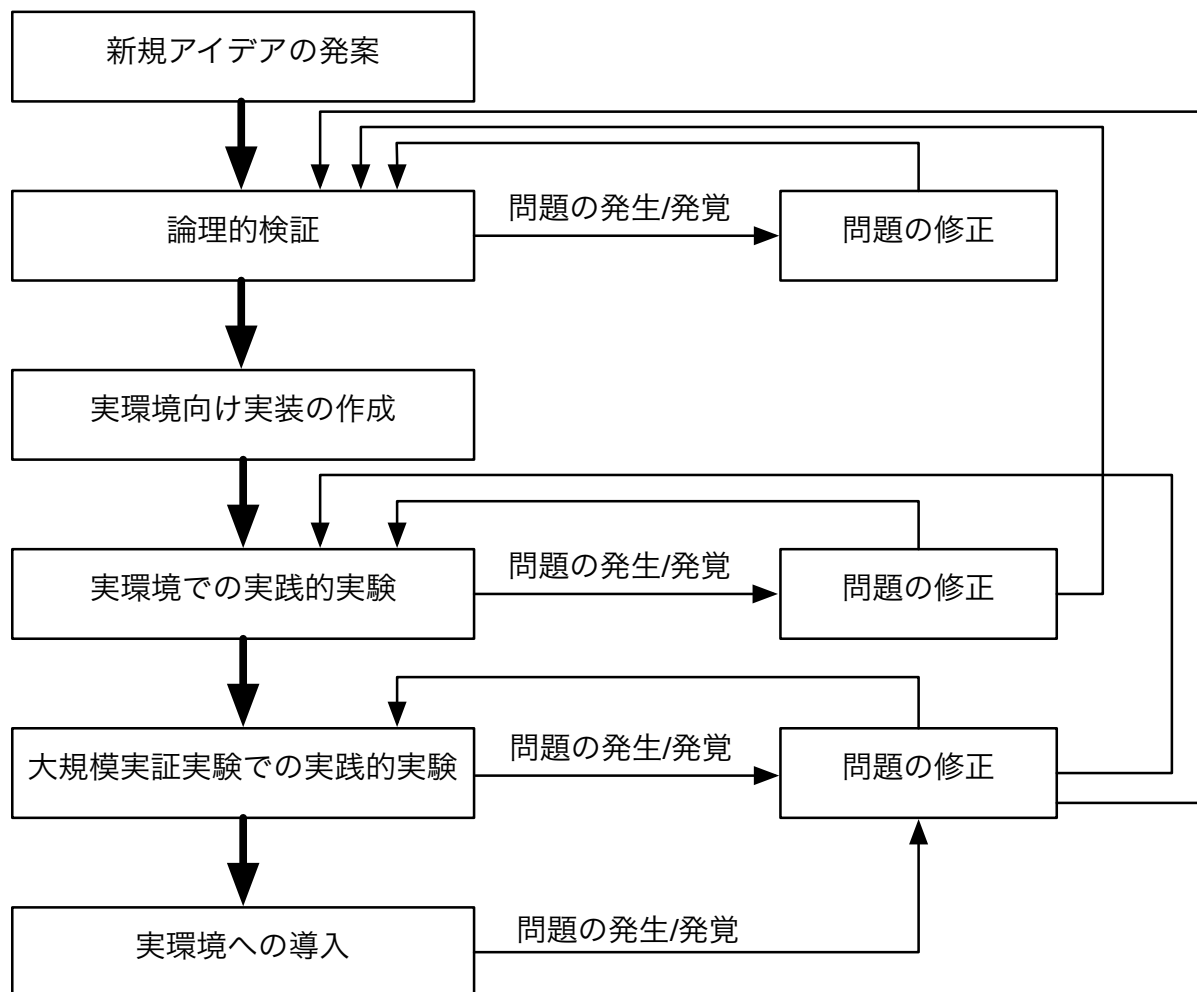 新規アイデアの発案
論理的検証
問題の発生/発覚
問題の修正
実環境向け実装の作成
実環境での実践的実験
問題の発生/発覚
問題の修正
大規模実証実験での実践的実験
問題の発生/発覚
問題の修正
実環境への導入
問題の発生/発覚